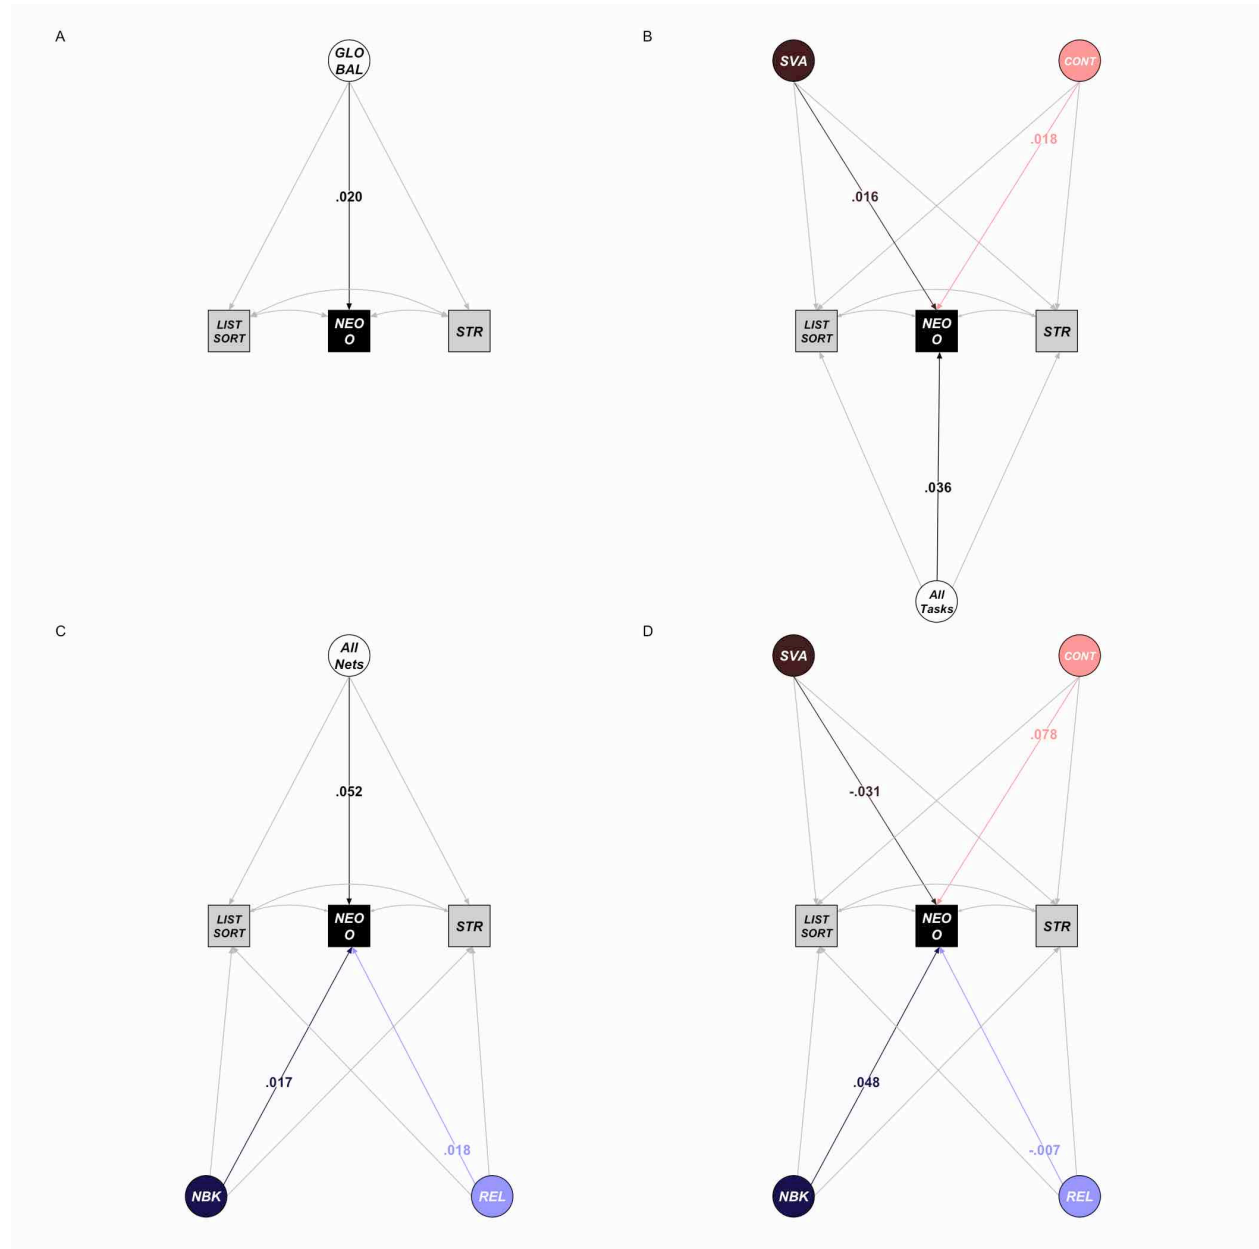 A
GLO
BAL
.020
LIST
SORT
NEO
O
STR
B
SVA
CONT
.018
.016
LIST
SORT
NEO
O
STR
.036
All
Tasks
C
All
Nets
.052
LIST
SORT
NEO
O
STR
.017
.018
NBK
REL
D
SVA
CONT
.078
-.031
LIST
SORT
NEO
O
STR
.048
-.007
NBK
REL